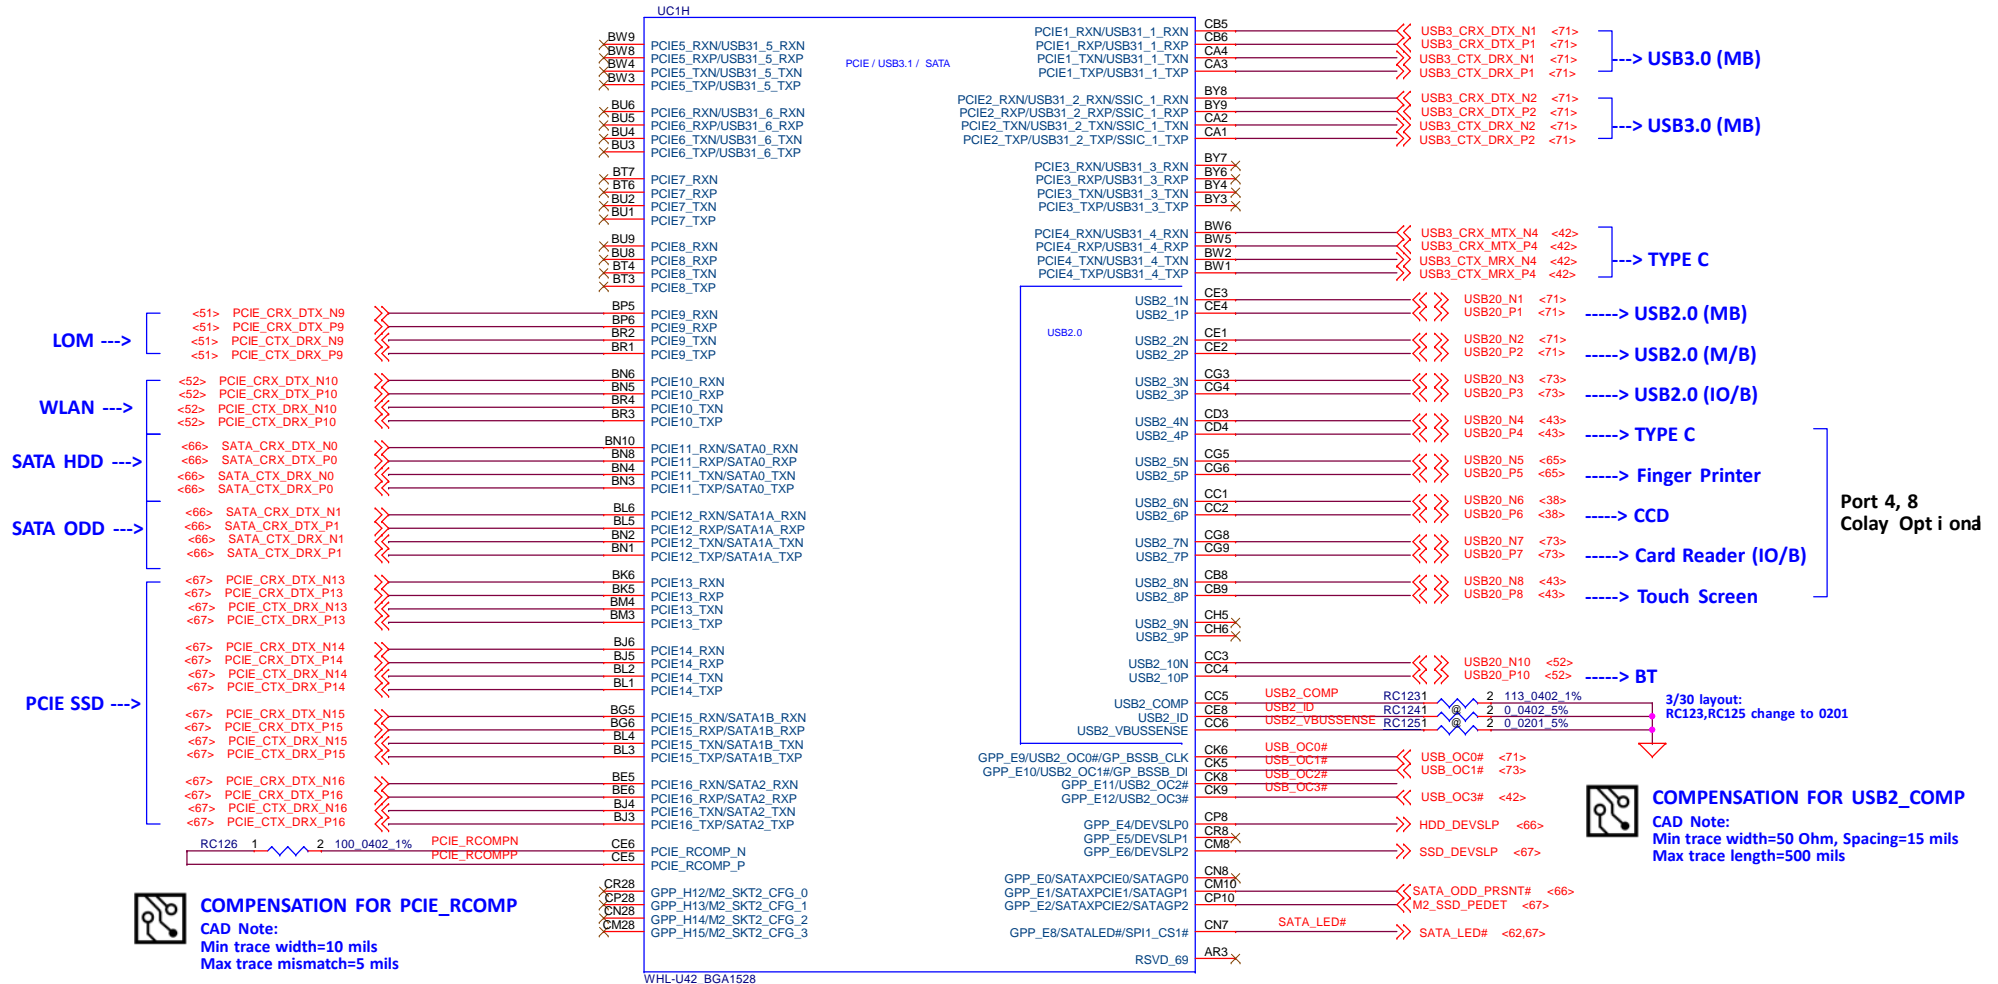 UC1H
PCIE / USB3.1 / SATA
BW9 PCIE5_RXN/USB31_5_RXN
BW8 PCIE5_RXP/USB31_5_RXP
BW4 PCIE5_TXN/USB31_5_TXN
BW3 PCIE5_TXP/USB31_5_TXP
BU6 PCIE6_RXN/USB31_6_RXN
BU5 PCIE6_RXP/USB31_6_RXP
BU4 PCIE6_TXN/USB31_6_TXN
BU3 PCIE6_TXP/USB31_6_TXP
BT7 PCIE7_RXN
BT6 PCIE7_RXP
BU2 PCIE7_TXN
BU1 PCIE7_TXP
BU9 PCIE8_RXN
BU8 PCIE8_RXP
BT4 PCIE8_TXN
BT3 PCIE8_TXP
LOM --->
<51> PCIE_CRX_DTX_N9 BP5 PCIE9_RXN
<51> PCIE_CRX_DTX_P9 BP6 PCIE9_RXP
<51> PCIE_CTX_DRX_N9 BR2 PCIE9_TXN
<51> PCIE_CTX_DRX_P9 BR1 PCIE9_TXP
WLAN --->
<52> PCIE_CRX_DTX_N10 BN6 PCIE10_RXN
<52> PCIE_CRX_DTX_P10 BN5 PCIE10_RXP
<52> PCIE_CTX_DRX_N10 BR4 PCIE10_TXN
<52> PCIE_CTX_DRX_P10 BR3 PCIE10_TXP
SATA HDD --->
<66> SATA_CRX_DTX_N0 BN10 PCIE11_RXN/SATA0_RXN
<66> SATA_CRX_DTX_P0 BN8 PCIE11_RXP/SATA0_RXP
<66> SATA_CTX_DRX_N0 BN4 PCIE11_TXN/SATA0_TXN
<66> SATA_CTX_DRX_P0 BN3 PCIE11_TXP/SATA0_TXP
SATA ODD --->
<66> SATA_CRX_DTX_N1 BL6 PCIE12_RXN/SATA1A_RXN
<66> SATA_CRX_DTX_P1 BL5 PCIE12_RXP/SATA1A_RXP
<66> SATA_CTX_DRX_N1 BN2 PCIE12_TXN/SATA1A_TXN
<66> SATA_CTX_DRX_P1 BN1 PCIE12_TXP/SATA1A_TXP
PCIE SSD --->
<67> PCIE_CRX_DTX_N13 BK6 PCIE13_RXN
<67> PCIE_CRX_DTX_P13 BK5 PCIE13_RXP
<67> PCIE_CTX_DRX_N13 BM4 PCIE13_TXN
<67> PCIE_CTX_DRX_P13 BM3 PCIE13_TXP
<67> PCIE_CRX_DTX_N14 BJ6 PCIE14_RXN
<67> PCIE_CRX_DTX_P14 BJ5 PCIE14_RXP
<67> PCIE_CTX_DRX_N14 BL2 PCIE14_TXN
<67> PCIE_CTX_DRX_P14 BL1 PCIE14_TXP
<67> PCIE_CRX_DTX_N15 BG5 PCIE15_RXN/SATA1B_RXN
<67> PCIE_CRX_DTX_P15 BG6 PCIE15_RXP/SATA1B_RXP
<67> PCIE_CTX_DRX_N15 BL4 PCIE15_TXN/SATA1B_TXN
<67> PCIE_CTX_DRX_P15 BL3 PCIE15_TXP/SATA1B_TXP
<67> PCIE_CRX_DTX_N16 BE5 PCIE16_RXN/SATA2_RXN
<67> PCIE_CRX_DTX_P16 BE6 PCIE16_RXP/SATA2_RXP
<67> PCIE_CTX_DRX_N16 BJ4 PCIE16_TXN/SATA2_TXN
<67> PCIE_CTX_DRX_P16 BJ3 PCIE16_TXP/SATA2_TXP
RC126 1 2 100_0402_1% PCIE_RCOMPN CE6 PCIE_RCOMP_N
PCIE_RCOMPP CE5 PCIE_RCOMP_P
CR28 GPP_H12/M2_SKT2_CFG_0
CP28 GPP_H13/M2_SKT2_CFG_1
CN28 GPP_H14/M2_SKT2_CFG_2
CM28 GPP_H15/M2_SKT2_CFG_3
COMPENSATION FOR PCIE_RCOMP
CAD Note:
Min trace width=10 mils
Max trace mismatch=5 mils
WHL-U42_BGA1528
PCIE1_RXN/USB31_1_RXN CB5 USB3_CRX_DTX_N1 <71>
PCIE1_RXP/USB31_1_RXP CB6 USB3_CRX_DTX_P1 <71>
PCIE1_TXN/USB31_1_TXN CA4 USB3_CTX_DRX_N1 <71>
PCIE1_TXP/USB31_1_TXP CA3 USB3_CTX_DRX_P1 <71>
---> USB3.0 (MB)
PCIE2_RXN/USB31_2_RXN/SSIC_1_RXN BY8 USB3_CRX_DTX_N2 <71>
PCIE2_RXP/USB31_2_RXP/SSIC_1_RXP BY9 USB3_CRX_DTX_P2 <71>
PCIE2_TXN/USB31_2_TXN/SSIC_1_TXN CA2 USB3_CTX_DRX_N2 <71>
PCIE2_TXP/USB31_2_TXP/SSIC_1_TXP CA1 USB3_CTX_DRX_P2 <71>
---> USB3.0 (MB)
PCIE3_RXN/USB31_3_RXN BY7
PCIE3_RXP/USB31_3_RXP BY6
PCIE3_TXN/USB31_3_TXN BY4
PCIE3_TXP/USB31_3_TXP BY3
PCIE4_RXN/USB31_4_RXN BW6 USB3_CRX_MTX_N4 <42>
PCIE4_RXP/USB31_4_RXP BW5 USB3_CRX_MTX_P4 <42>
PCIE4_TXN/USB31_4_TXN BW2 USB3_CTX_MRX_N4 <42>
PCIE4_TXP/USB31_4_TXP BW1 USB3_CTX_MRX_P4 <42>
---> TYPE C
USB2.0
USB2_1N CE3 USB20_N1 <71>
USB2_1P CE4 USB20_P1 <71> -----> USB2.0 (MB)
USB2_2N CE1 USB20_N2 <71>
USB2_2P CE2 USB20_P2 <71> -----> USB2.0 (M/B)
USB2_3N CG3 USB20_N3 <73>
USB2_3P CG4 USB20_P3 <73> -----> USB2.0 (IO/B)
USB2_4N CD3 USB20_N4 <43>
USB2_4P CD4 USB20_P4 <43> -----> TYPE C
USB2_5N CG5 USB20_N5 <65>
USB2_5P CG6 USB20_P5 <65> -----> Finger Printer
USB2_6N CC1 USB20_N6 <38>
USB2_6P CC2 USB20_P6 <38> -----> CCD
USB2_7N CG8 USB20_N7 <73>
USB2_7P CG9 USB20_P7 <73> -----> Card Reader (IO/B)
USB2_8N CB8 USB20_N8 <43>
USB2_8P CB9 USB20_P8 <43> -----> Touch Screen
Port 4, 8
Colay Optional
USB2_9N CH5
USB2_9P CH6
USB2_10N CC3 USB20_N10 <52>
USB2_10P CC4 USB20_P10 <52> -----> BT
USB2_COMP CC5 USB2_COMP RC1231 2 113_0402_1%
USB2_ID CE8 USB2_ID RC1241 @ 2 0_0402_5%
USB2_VBUSSENSE CC6 USB2_VBUSSENSE RC1251 @ 2 0_0201_5%
3/30 layout:
RC123,RC125 change to 0201
GPP_E9/USB2_OC0#/GP_BSSB_CLK CK6 USB_OC0# USB_OC0# <71>
GPP_E10/USB2_OC1#/GP_BSSB_DI CK5 USB_OC1# USB_OC1# <73>
GPP_E11/USB2_OC2# CK8 USB_OC2#
GPP_E12/USB2_OC3# CK9 USB_OC3# USB_OC3# <42>
GPP_E4/DEVSLP0 CP8 HDD_DEVSLP <66>
GPP_E5/DEVSLP1 CR8
GPP_E6/DEVSLP2 CM8 SSD_DEVSLP <67>
GPP_E0/SATAXPCIE0/SATAGP0 CN8
GPP_E1/SATAXPCIE1/SATAGP1 CM10 SATA_ODD_PRSNT# <66>
GPP_E2/SATAXPCIE2/SATAGP2 CP10 M2_SSD_PEDET <67>
GPP_E8/SATALED#/SPI1_CS1# CN7 SATA_LED# SATA_LED# <62,67>
RSVD_69 AR3
COMPENSATION FOR USB2_COMP
CAD Note:
Min trace width=50 Ohm, Spacing=15 mils
Max trace length=500 mils